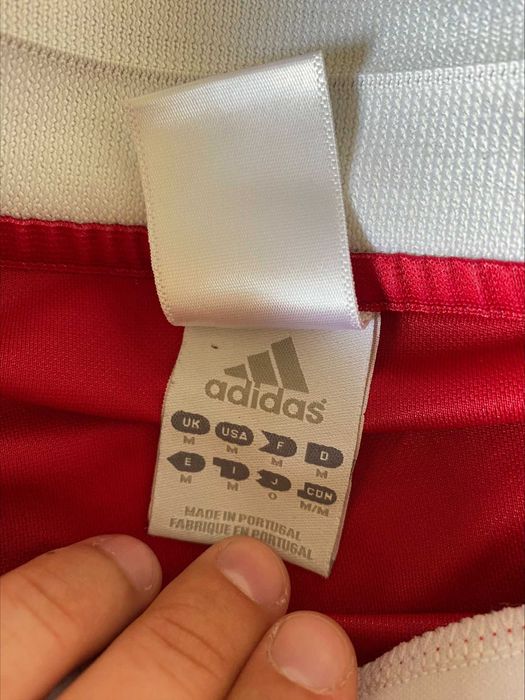 adidas
UK USA F D
M M M M
E I J CDN
M M O M/M
MADE IN PORTUGAL
FABRIQUE EN PORTUGAL